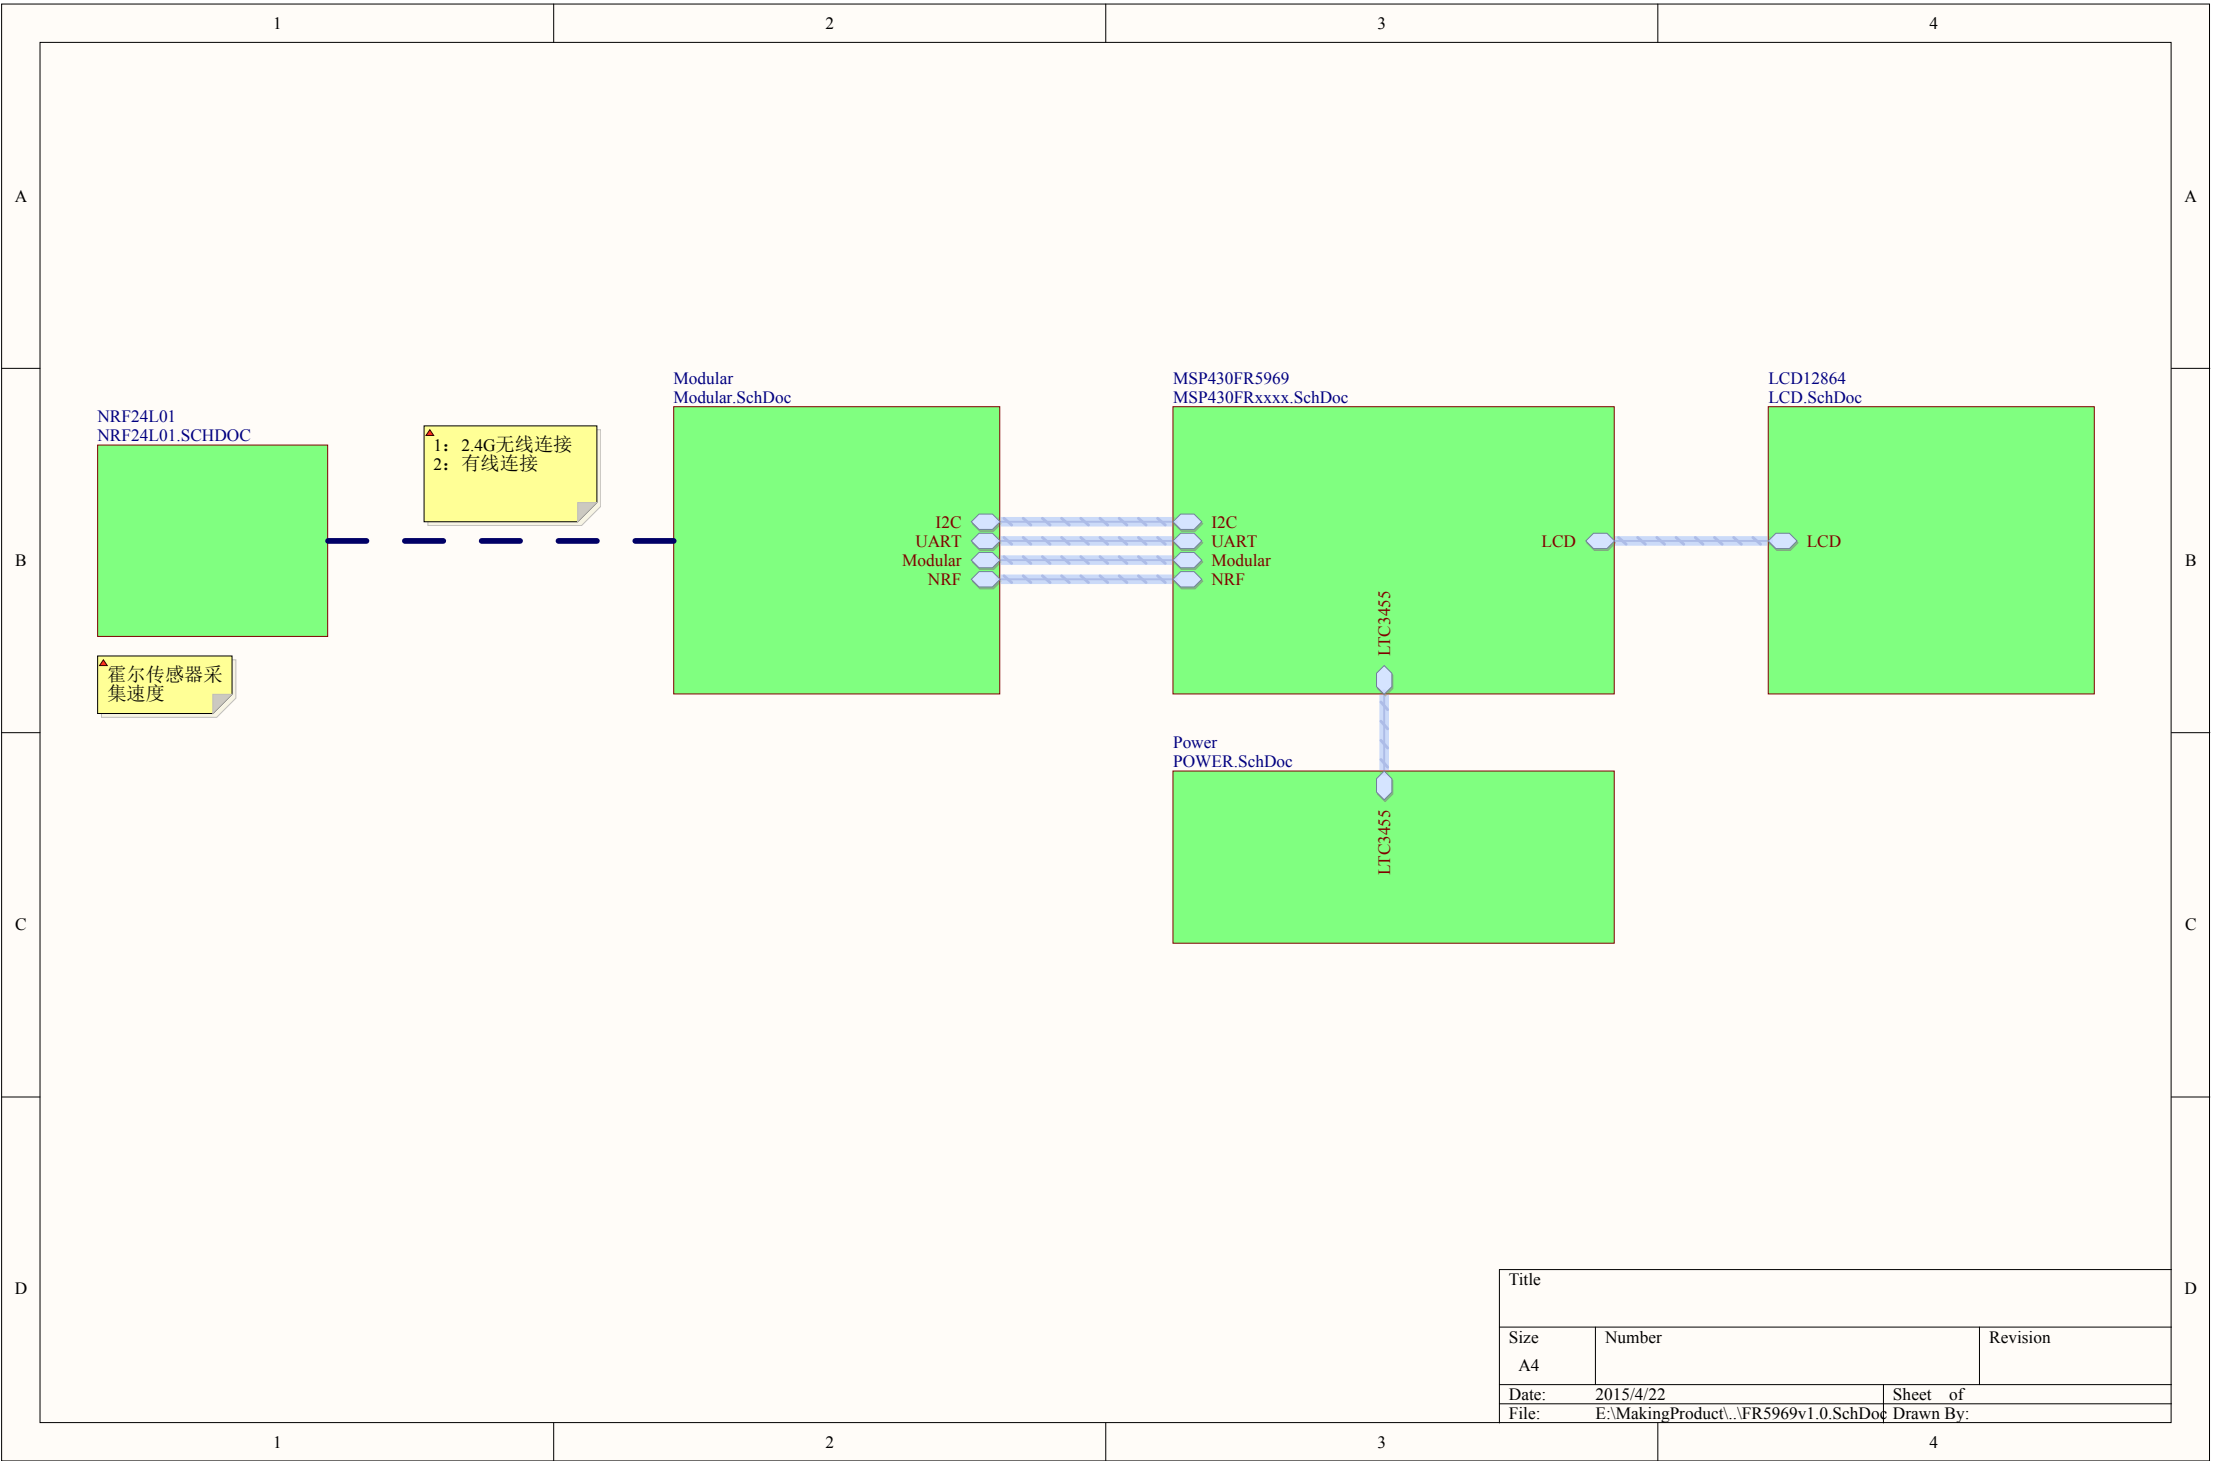 1
2
3
4
A
A
Modular
Modular.SchDoc
MSP430FR5969
MSP430FRxxxx.SchDoc
LCD12864
LCD.SchDoc
NRF24L01
NRF24L01.SCHDOC
1：2.4G无线连接
2：有线连接
I2C
UART
Modular
NRF
I2C
UART
Modular
NRF
LCD
LCD
B
B
LTC3455
霍尔传感器采
集速度
Power
POWER.SchDoc
LTC3455
C
C
D
D
Title
Size
Number
Revision
A4
Date: 2015/4/22 Sheet of
File: E:\MakingProduct\..\FR5969v1.0.SchDoc Drawn By:
1
2
3
4